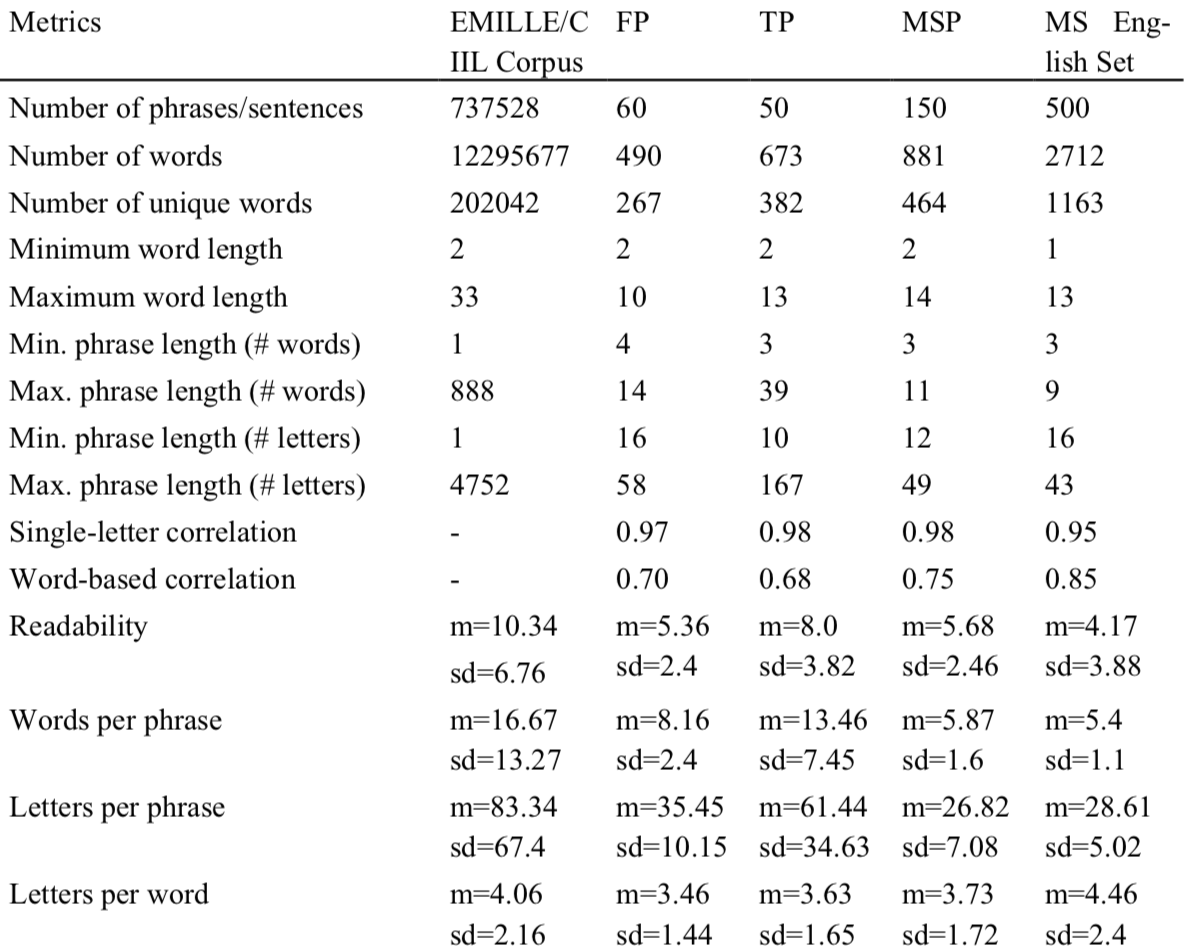 Metrics EMILLE/C FP TP MSP MS Eng-
IIL Corpus lish Set
Number of phrases/sentences 737528 60 50 150 500
Number of words 12295677 490 673 881 2712
Number of unique words 202042 267 382 464 1163
Minimum word length 2 2 2 2 1
Maximum word length 33 10 13 14 13
Min. phrase length (# words) 1 4 3 3 3
Max. phrase length (# words) 888 14 39 11 9
Min. phrase length (# letters) 1 16 10 12 16
Max. phrase length (# letters) 4752 58 167 49 43
Single-letter correlation - 0.97 0.98 0.98 0.95
Word-based correlation - 0.70 0.68 0.75 0.85
Readability m=10.34 m=5.36 m=8.0 m=5.68 m=4.17
sd=6.76 sd=2.4 sd=3.82 sd=2.46 sd=3.88
Words per phrase m=16.67 m=8.16 m=13.46 m=5.87 m=5.4
sd=13.27 sd=2.4 sd=7.45 sd=1.6 sd=1.1
Letters per phrase m=83.34 m=35.45 m=61.44 m=26.82 m=28.61
sd=67.4 sd=10.15 sd=34.63 sd=7.08 sd=5.02
Letters per word m=4.06 m=3.46 m=3.63 m=3.73 m=4.46
sd=2.16 sd=1.44 sd=1.65 sd=1.72 sd=2.4